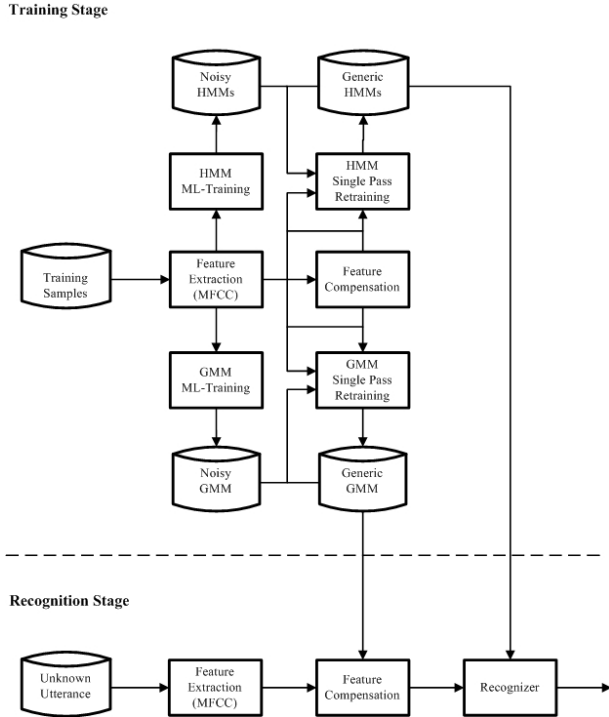 Training Stage
Noisy
HMMs
Generic
HMMs
HMM
ML-Training
HMM
Single Pass
Retraining
Training
Samples
Feature
Extraction
(MFCC)
Feature
Compensation
GMM
ML-Training
GMM
Single Pass
Retraining
Noisy
GMM
Generic
GMM
Recognition Stage
Unknown
Utterance
Feature
Extraction
(MFCC)
Feature
Compensation
Recognizer